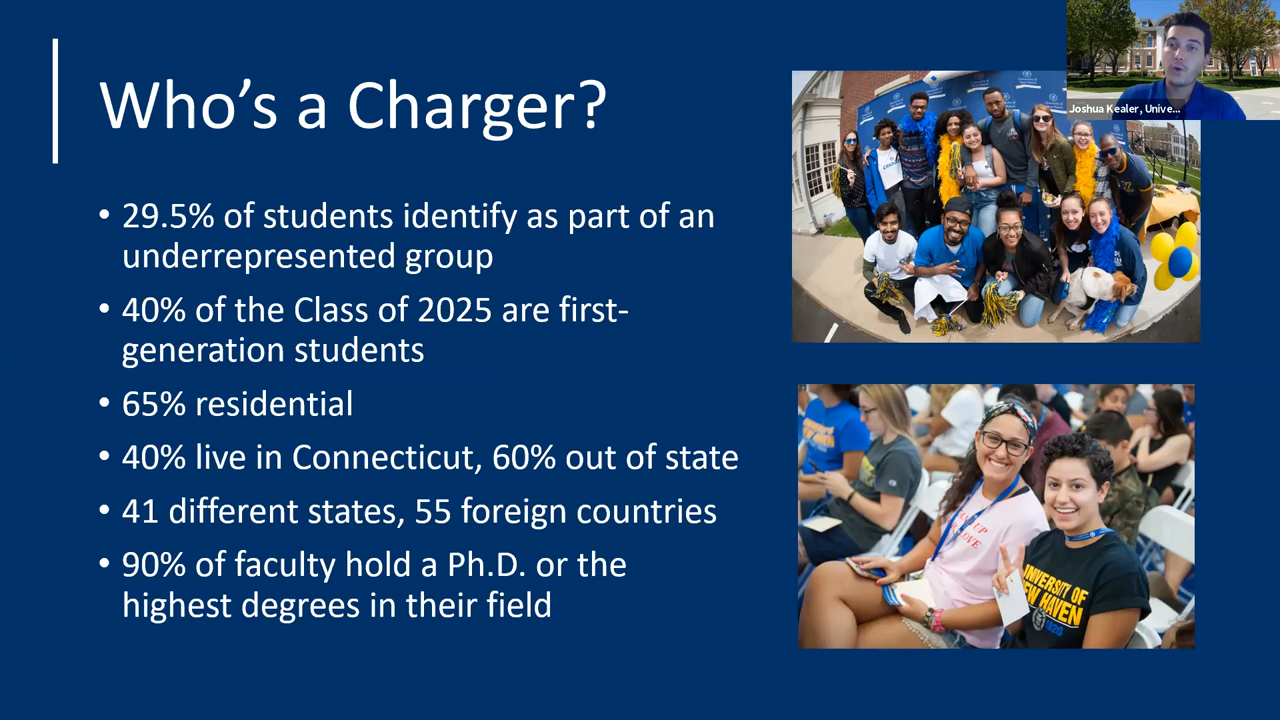 Who's a Charger?
Joshua Kealer, Unive...
• 29.5% of students identify as part of an
underrepresented group
• 40% of the Class of 2025 are first-
generation students
• 65% residential
• 40% live in Connecticut, 60% out of state
• 41 different states, 55 foreign countries
• 90% of faculty hold a Ph.D. or the
highest degrees in their field
UNIVERSITY OF
NEW HAVEN
1920